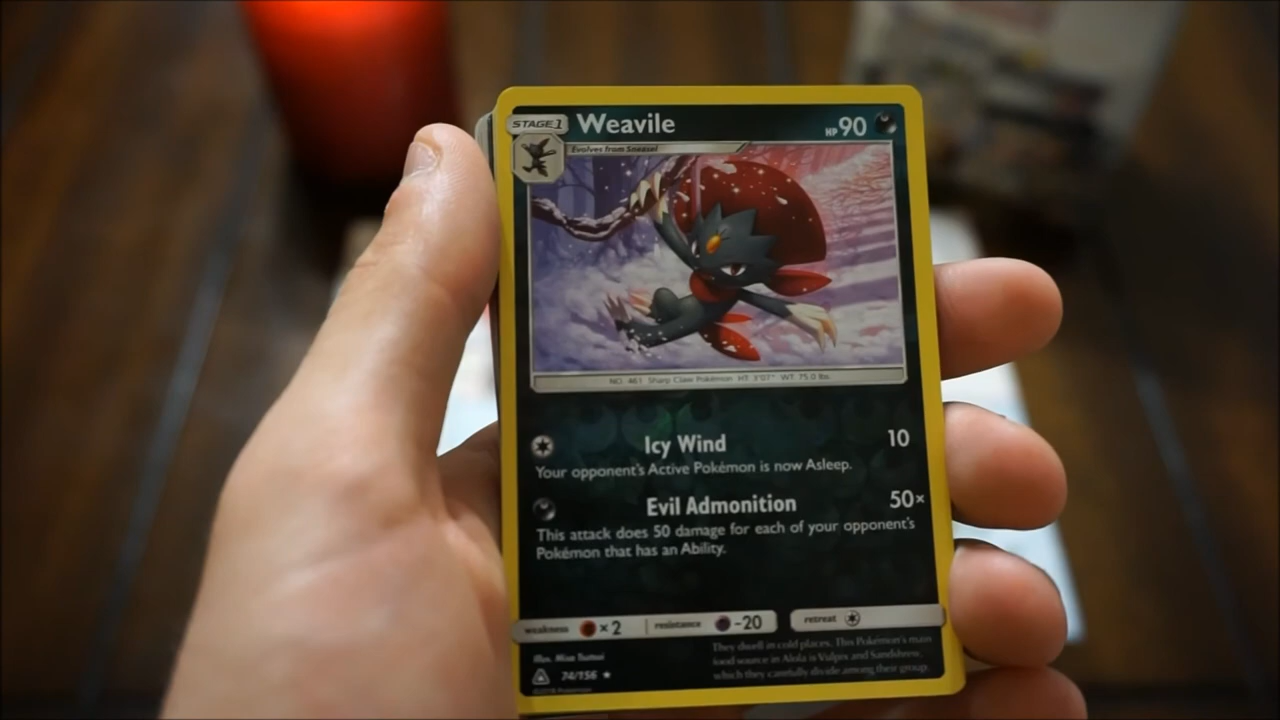 STAGE 1 Weavile HP 90
Evolves from Sneasel
NO. 461 Sharp Claw Pokémon HT: 3'07" WT: 75.0 lbs.
Icy Wind 10
Your opponent's Active Pokémon is now Asleep.
Evil Admonition 50×
This attack does 50 damage for each of your opponent's
Pokémon that has an Ability.
weakness ×2 resistance -20 retreat
Illus. Misa Tsutsui
They dwell in cold places. This Pokémon's main
food source in Alola is Vulpix and Sandshrew,
which they carefully divide among their group.
74/156 ★
©2018 Pokémon